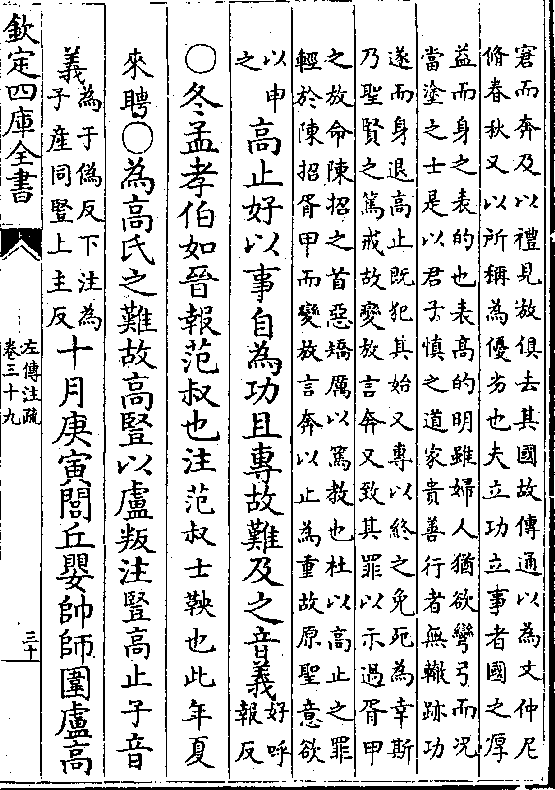 窘而奔及以禮見放俱去其國故傳通以為文仲尼
脩春秋又以所稱為優劣也夫立功立事者國之厚
益而身之表的也表高的明雖婦人猶欲彎弓而況
當塗之士是以君子慎之道家貴善行者無轍跡功
遂而身退高止既犯其始又專以終之免死為幸斯
乃聖賢之篤戒故變放言奔又致其罪以示過胥甲
之放命陳招之首惡矯厲以篤教也杜以高止之罪
輕於陳招胥甲而變放言奔以止為重故原聖意欲
以申之高止好以事自為功且專故難及之音義好呼報反
○冬孟孝伯如晉報范叔也注范叔士鞅也此年夏
來聘○為高氏之難故高豎以盧叛注豎高止子音
義為于偽反下注為子産同豎上主反十月庚寅閭丘嬰帥師圍盧高
欽定四庫全書
左傳注疏
卷三十九
三十